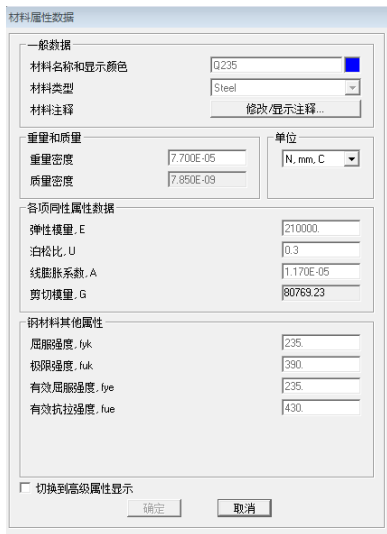 材料属性数据
一般数据
材料名称和显示颜色 Q235
材料类型 Steel
材料注释 修改/显示注释...
重量和质量
重量密度 7.700E-05
质量密度 7.850E-09
单位
N, mm, C
各项同性属性数据
弹性模量, E 210000.
泊松比, U 0.3
线膨胀系数, A 1.170E-05
剪切模量, G 80769.23
钢材料其他属性
屈服强度, fyk 235.
极限强度, fuk 390.
有效屈服强度, fye 235.
有效抗拉强度, fue 430.
切换到高级属性显示
确定 取消